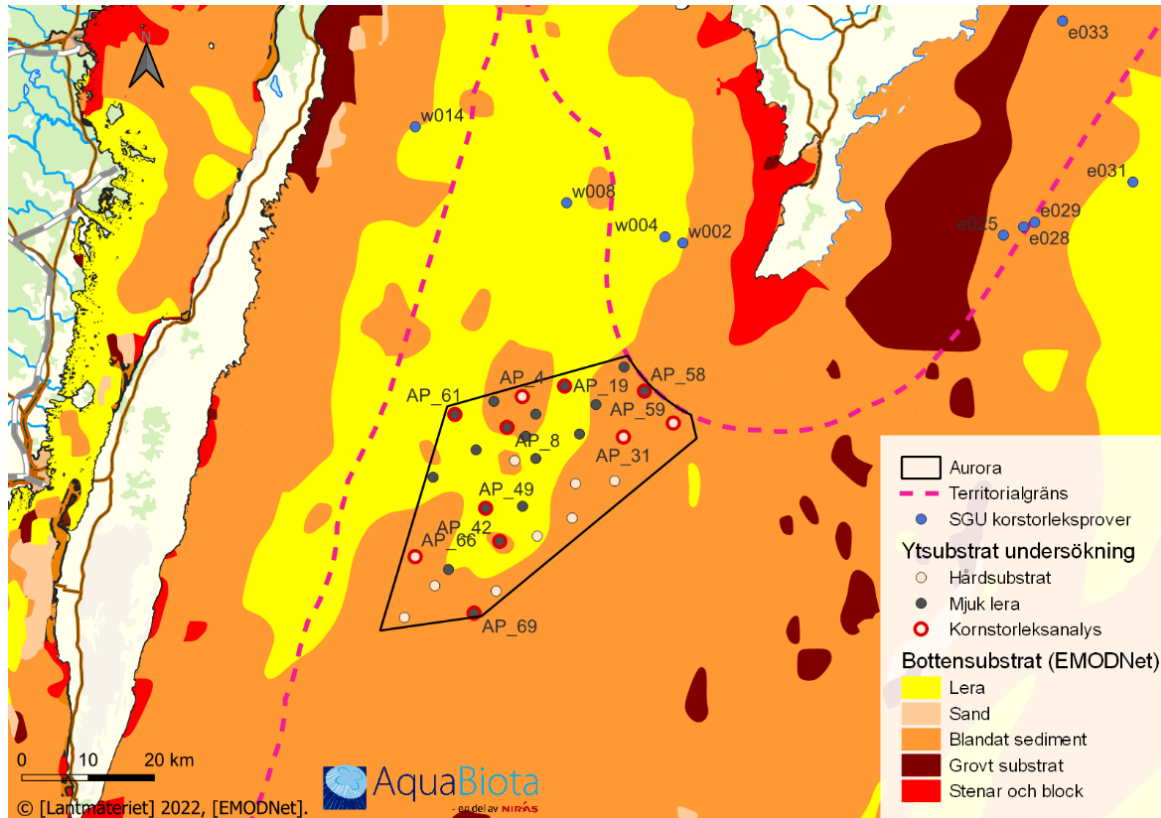 N
e033
w014
e031
w008
e029
w004
w002
e025
e028
AP_4
AP_19
AP_58
AP_61
AP_59
AP_8
AP_31
AP_49
AP_42
AP_66
AP_69
Aurora
Territorialgräns
SGU korstorleksprover
Ytsubstrat undersökning
Hårdsubstrat
Mjuk lera
Kornstorleksanalys
Bottensubstrat (EMODNet)
Lera
Sand
Blandat sediment
Grovt substrat
Stenar och block
0 10 20 km
AquaBiota
- en del av NIRAS
© [Lantmäteriet] 2022, [EMODNet].